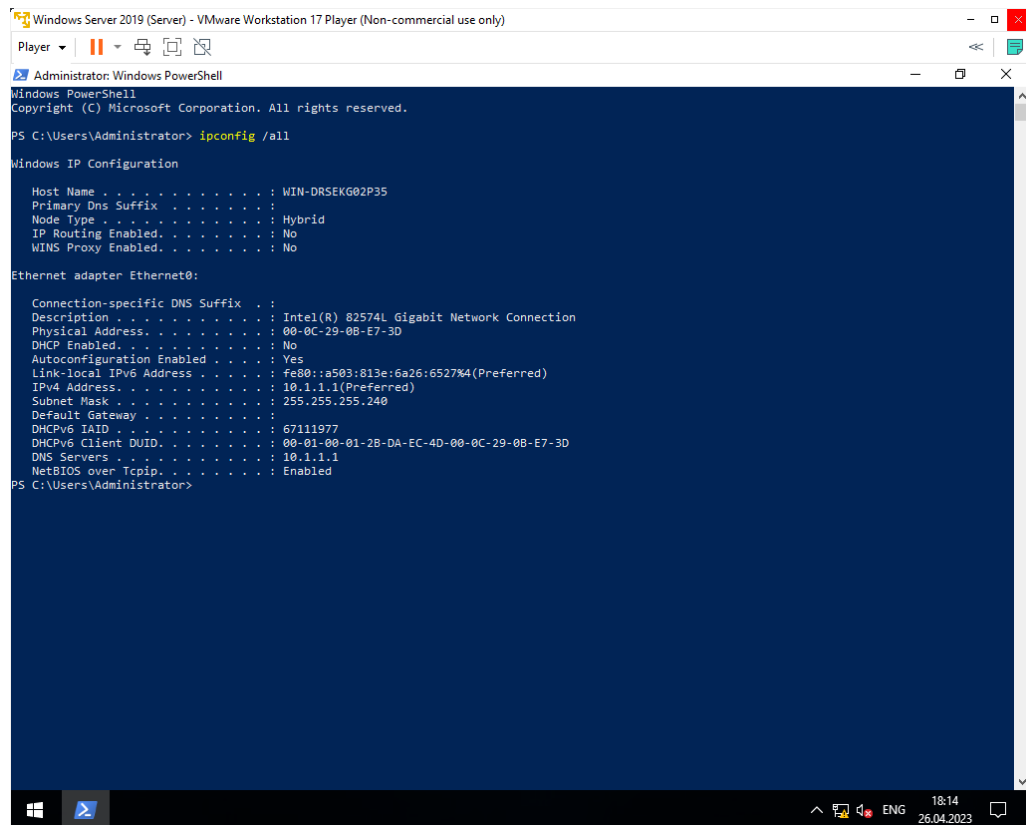 Windows Server 2019 (Server) - VMware Workstation 17 Player (Non-commercial use only)
Player
Administrator: Windows PowerShell
Windows PowerShell
Copyright (C) Microsoft Corporation. All rights reserved.
PS C:\Users\Administrator> ipconfig /all
Windows IP Configuration
Host Name . . . . . . . . . . . . : WIN-DRSEKG02P35
Primary Dns Suffix  . . . . . . . :
Node Type . . . . . . . . . . . . : Hybrid
IP Routing Enabled. . . . . . . . : No
WINS Proxy Enabled. . . . . . . . : No
Ethernet adapter Ethernet0:
Connection-specific DNS Suffix  . :
Description . . . . . . . . . . . : Intel(R) 82574L Gigabit Network Connection
Physical Address. . . . . . . . . : 00-0C-29-0B-E7-3D
DHCP Enabled. . . . . . . . . . . : No
Autoconfiguration Enabled . . . . : Yes
Link-local IPv6 Address . . . . . : fe80::a503:813e:6a26:6527%4(Preferred)
IPv4 Address. . . . . . . . . . . : 10.1.1.1(Preferred)
Subnet Mask . . . . . . . . . . . : 255.255.255.240
Default Gateway . . . . . . . . . :
DHCPv6 IAID . . . . . . . . . . . : 67111977
DHCPv6 Client DUID. . . . . . . . : 00-01-00-01-2B-DA-EC-4D-00-0C-29-0B-E7-3D
DNS Servers . . . . . . . . . . . : 10.1.1.1
NetBIOS over Tcpip. . . . . . . . : Enabled
PS C:\Users\Administrator>
ENG
18:14
26.04.2023